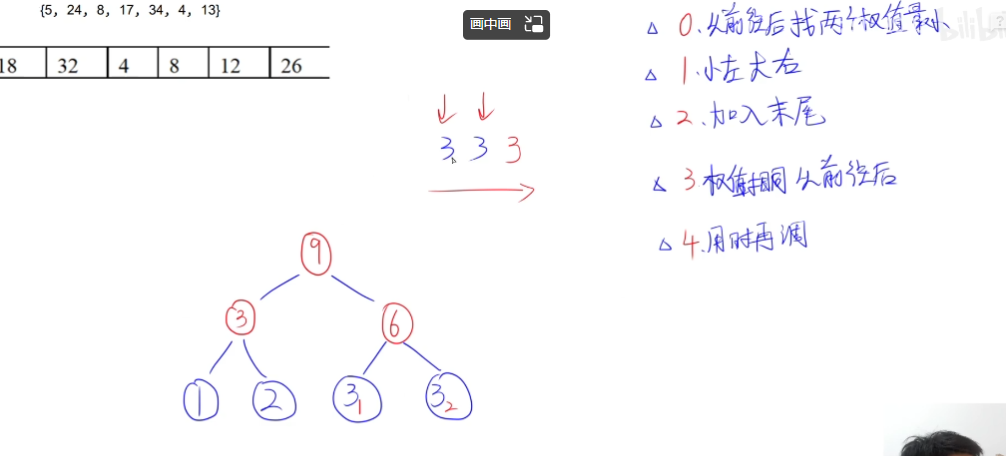 {5, 24, 8, 17, 34, 4, 13}
画中画
bilibili
18 32 4 8 12 26
0.从前往后找两个权值最小
1.小左大右
2.加入末尾
3 权值相同从前往后
4.用时再调
3 3 3
9
3 6
1 2 3₁ 3₂